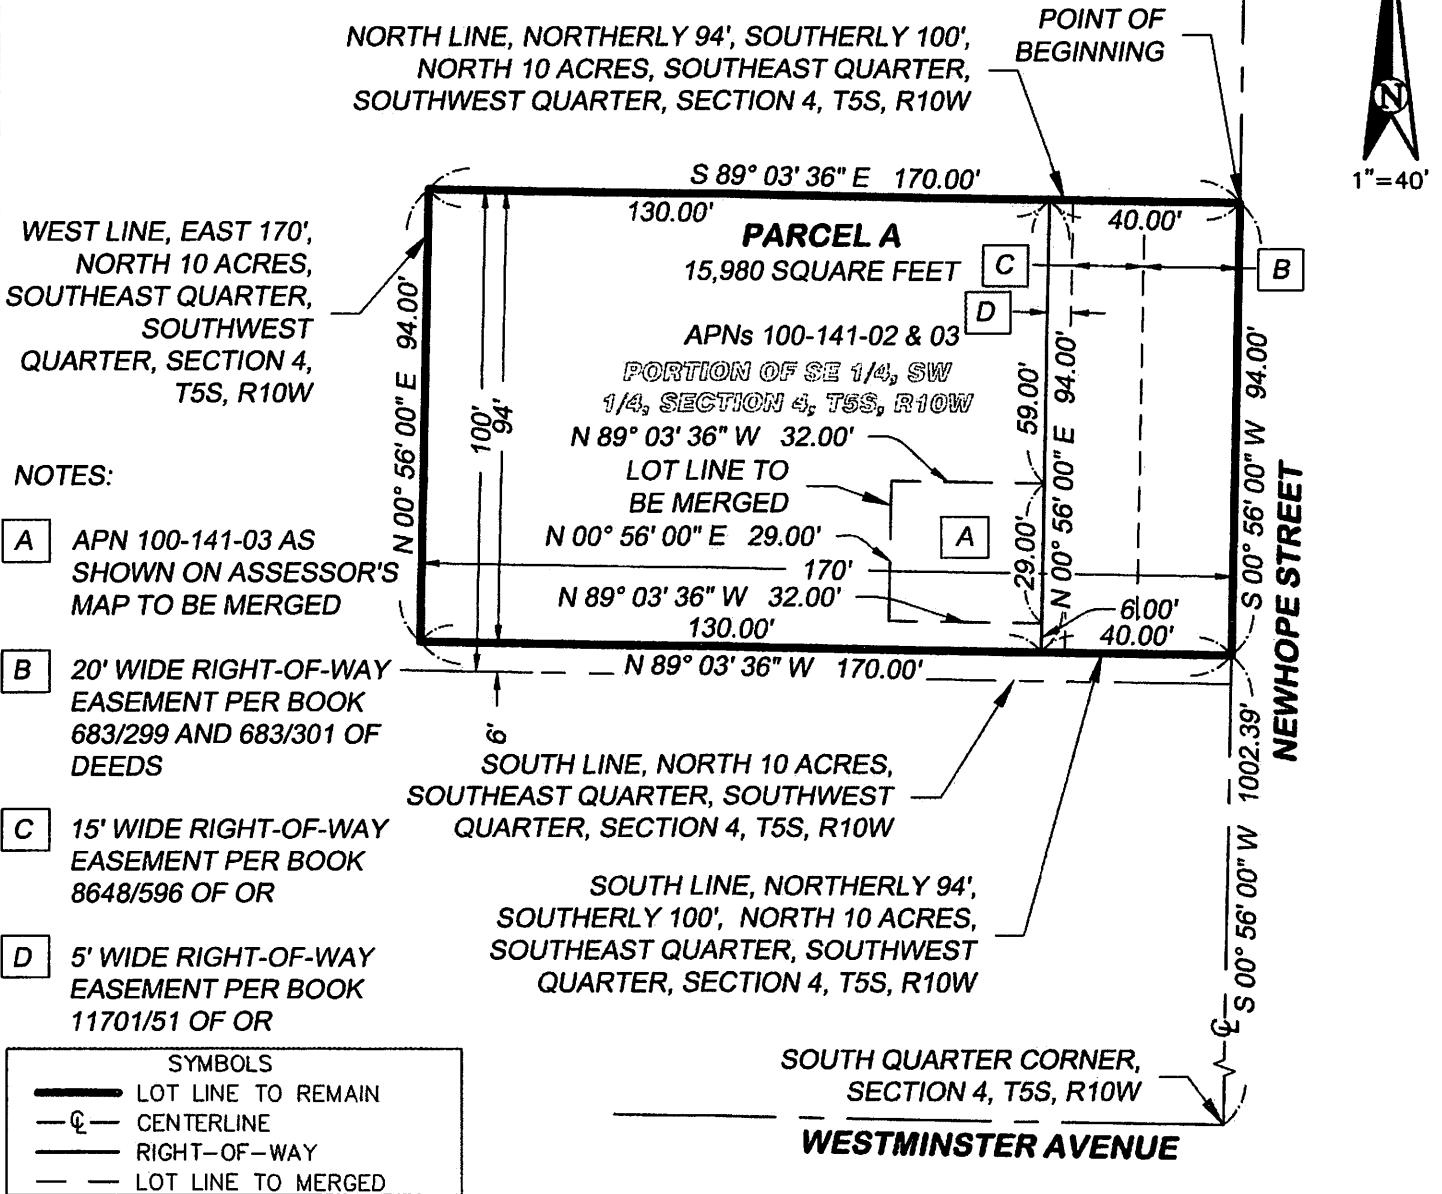 NORTH LINE, NORTHERLY 94', SOUTHERLY 100',
NORTH 10 ACRES, SOUTHEAST QUARTER,
SOUTHWEST QUARTER, SECTION 4, T5S, R10W
POINT OF
BEGINNING
N
1"=40'
S 89° 03' 36" E 170.00'
130.00'
40.00'
WEST LINE, EAST 170',
NORTH 10 ACRES,
SOUTHEAST QUARTER,
SOUTHWEST
QUARTER, SECTION 4,
T5S, R10W
PARCEL A
15,980 SQUARE FEET
C
B
D
APNs 100-141-02 & 03
PORTION OF SE 1/4, SW
1/4, SECTION 4, T5S, R10W
N 00° 56' 00" E 94.00'
100'
94'
59.00'
N 00° 56' 00" E 94.00'
S 00° 56' 00" W 94.00'
N 89° 03' 36" W 32.00'
LOT LINE TO
BE MERGED
N 00° 56' 00" E 29.00'
A
29.00'
170'
N 89° 03' 36" W 32.00'
6.00'
130.00'
40.00'
N 89° 03' 36" W 170.00'
6'
NEWHOPE STREET
NOTES:
A
APN 100-141-03 AS
SHOWN ON ASSESSOR'S
MAP TO BE MERGED
B
20' WIDE RIGHT-OF-WAY
EASEMENT PER BOOK
683/299 AND 683/301 OF
DEEDS
C
15' WIDE RIGHT-OF-WAY
EASEMENT PER BOOK
8648/596 OF OR
D
5' WIDE RIGHT-OF-WAY
EASEMENT PER BOOK
11701/51 OF OR
SOUTH LINE, NORTH 10 ACRES,
SOUTHEAST QUARTER, SOUTHWEST
QUARTER, SECTION 4, T5S, R10W
SOUTH LINE, NORTHERLY 94',
SOUTHERLY 100', NORTH 10 ACRES,
SOUTHEAST QUARTER, SOUTHWEST
QUARTER, SECTION 4, T5S, R10W
S 00° 56' 00" W 1002.39'
℄
SOUTH QUARTER CORNER,
SECTION 4, T5S, R10W
WESTMINSTER AVENUE
SYMBOLS
LOT LINE TO REMAIN
℄ CENTERLINE
RIGHT-OF-WAY
LOT LINE TO MERGED